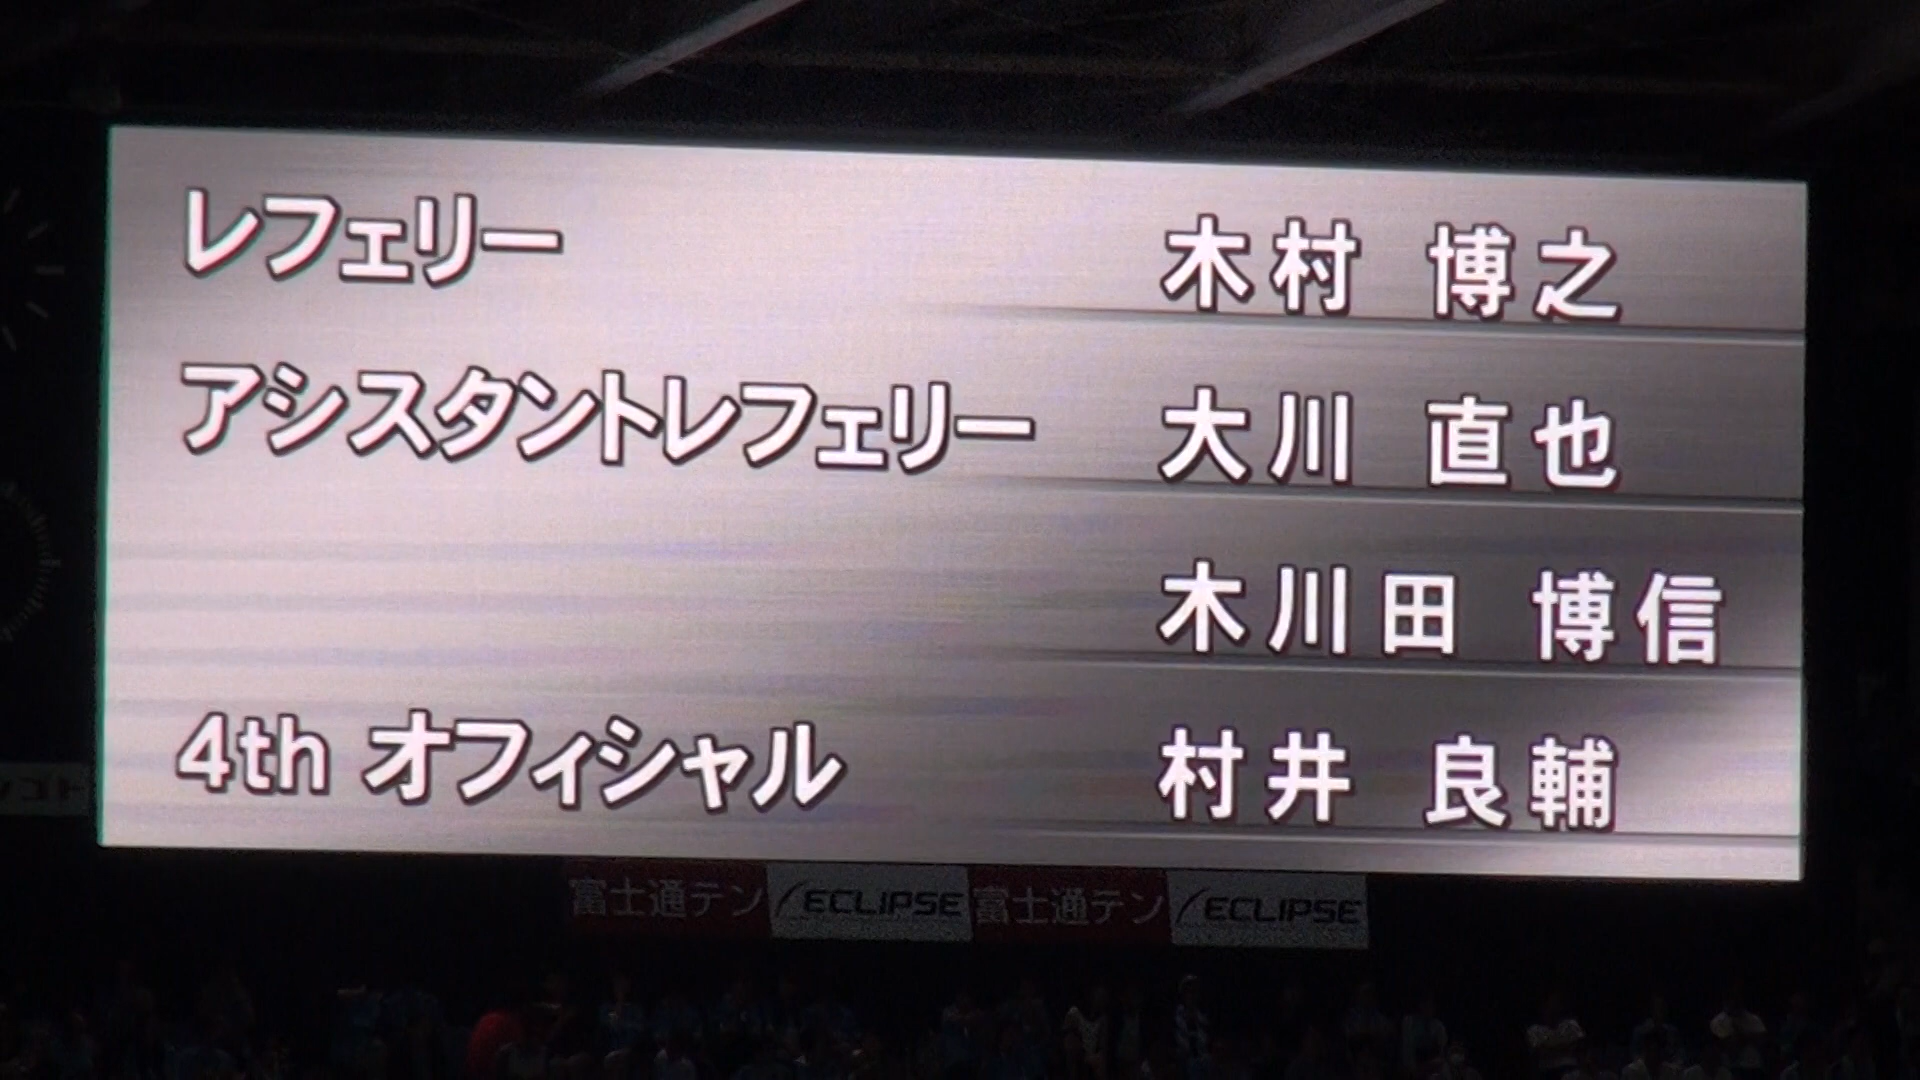 レフェリー 木村 博之
アシスタントレフェリー 大川 直也
木川田 博信
4th オフィシャル 村井 良輔
富士通テン ECLIPSE 富士通テン ECLIPSE